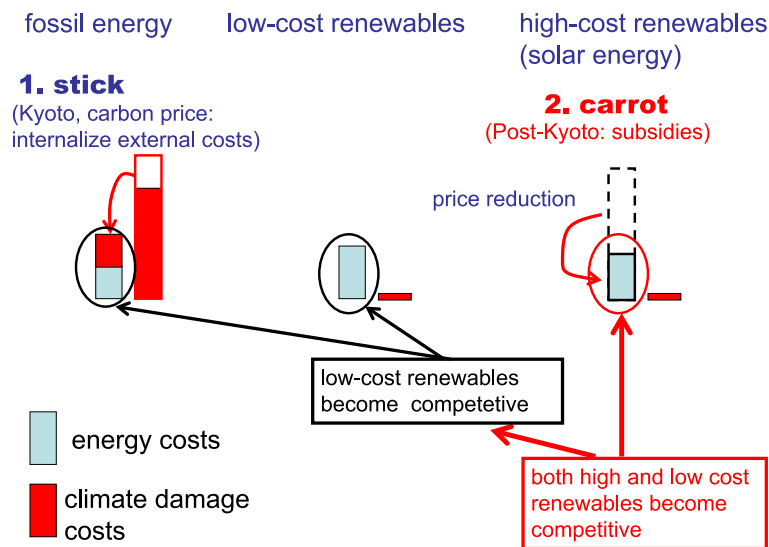 fossil energy
low-cost renewables
high-cost renewables
(solar energy)
1. stick
(Kyoto, carbon price:
internalize external costs)
2. carrot
(Post-Kyoto: subsidies)
price reduction
low-cost renewables
become competetive
energy costs
climate damage
costs
both high and low cost
renewables become
competitive